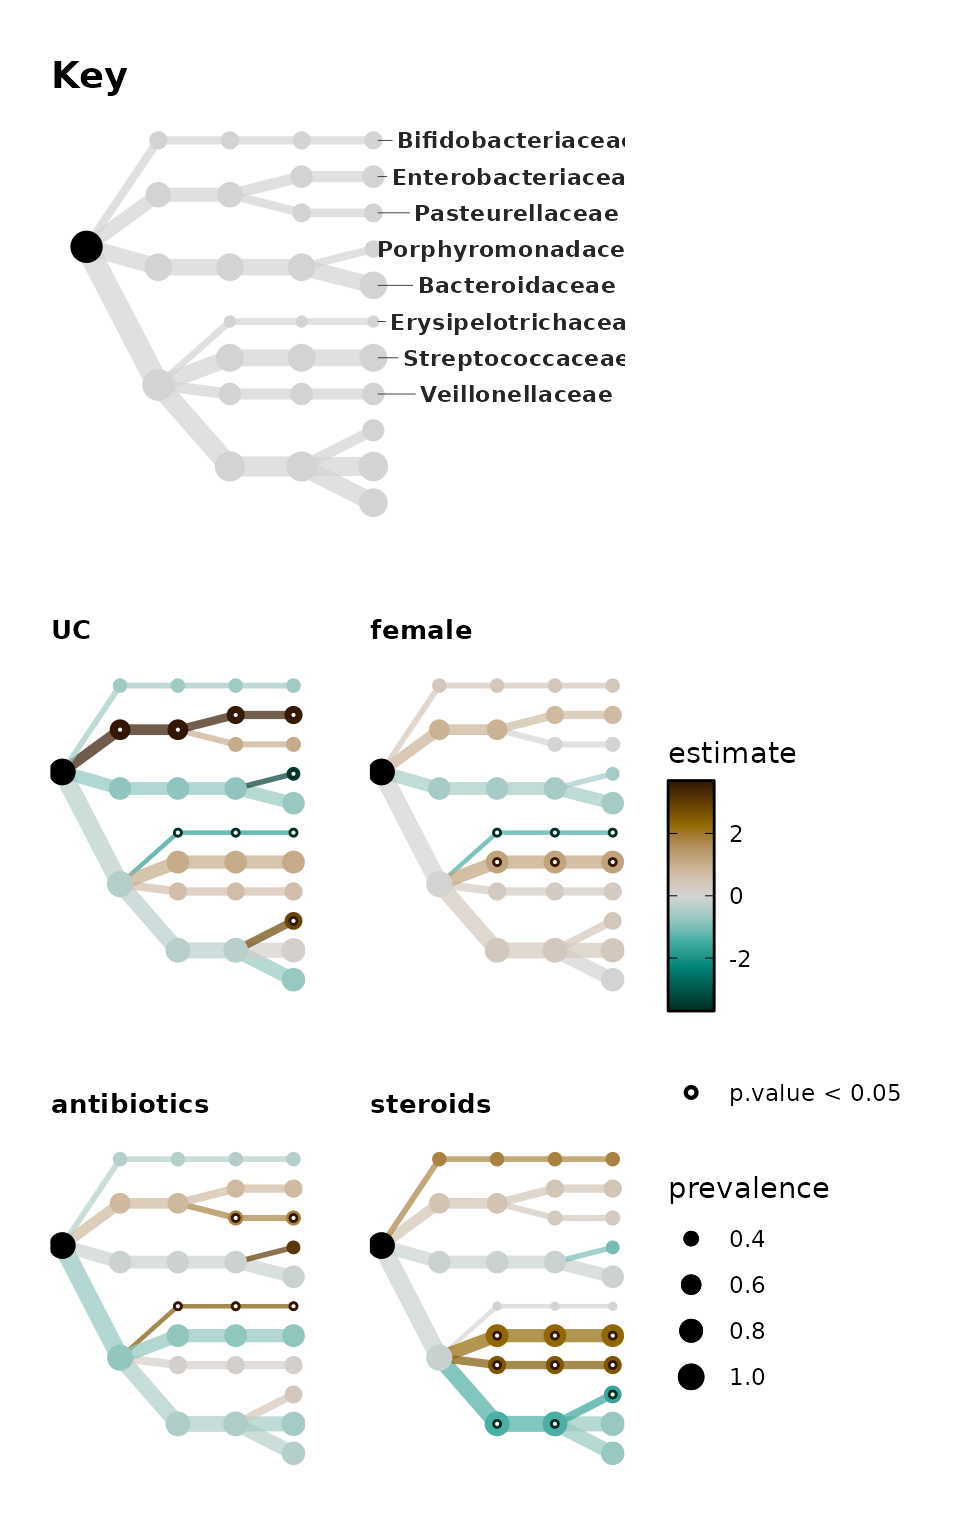 Key
Bifidobacteriaceae
Enterobacteriacea
Pasteurellaceae
Porphyromonadace
Bacteroidaceae
Erysipelotrichacea
Streptococcaceae
Veillonellaceae
UC
female
estimate
2
0
-2
antibiotics
steroids
p.value < 0.05
prevalence
0.4
0.6
0.8
1.0